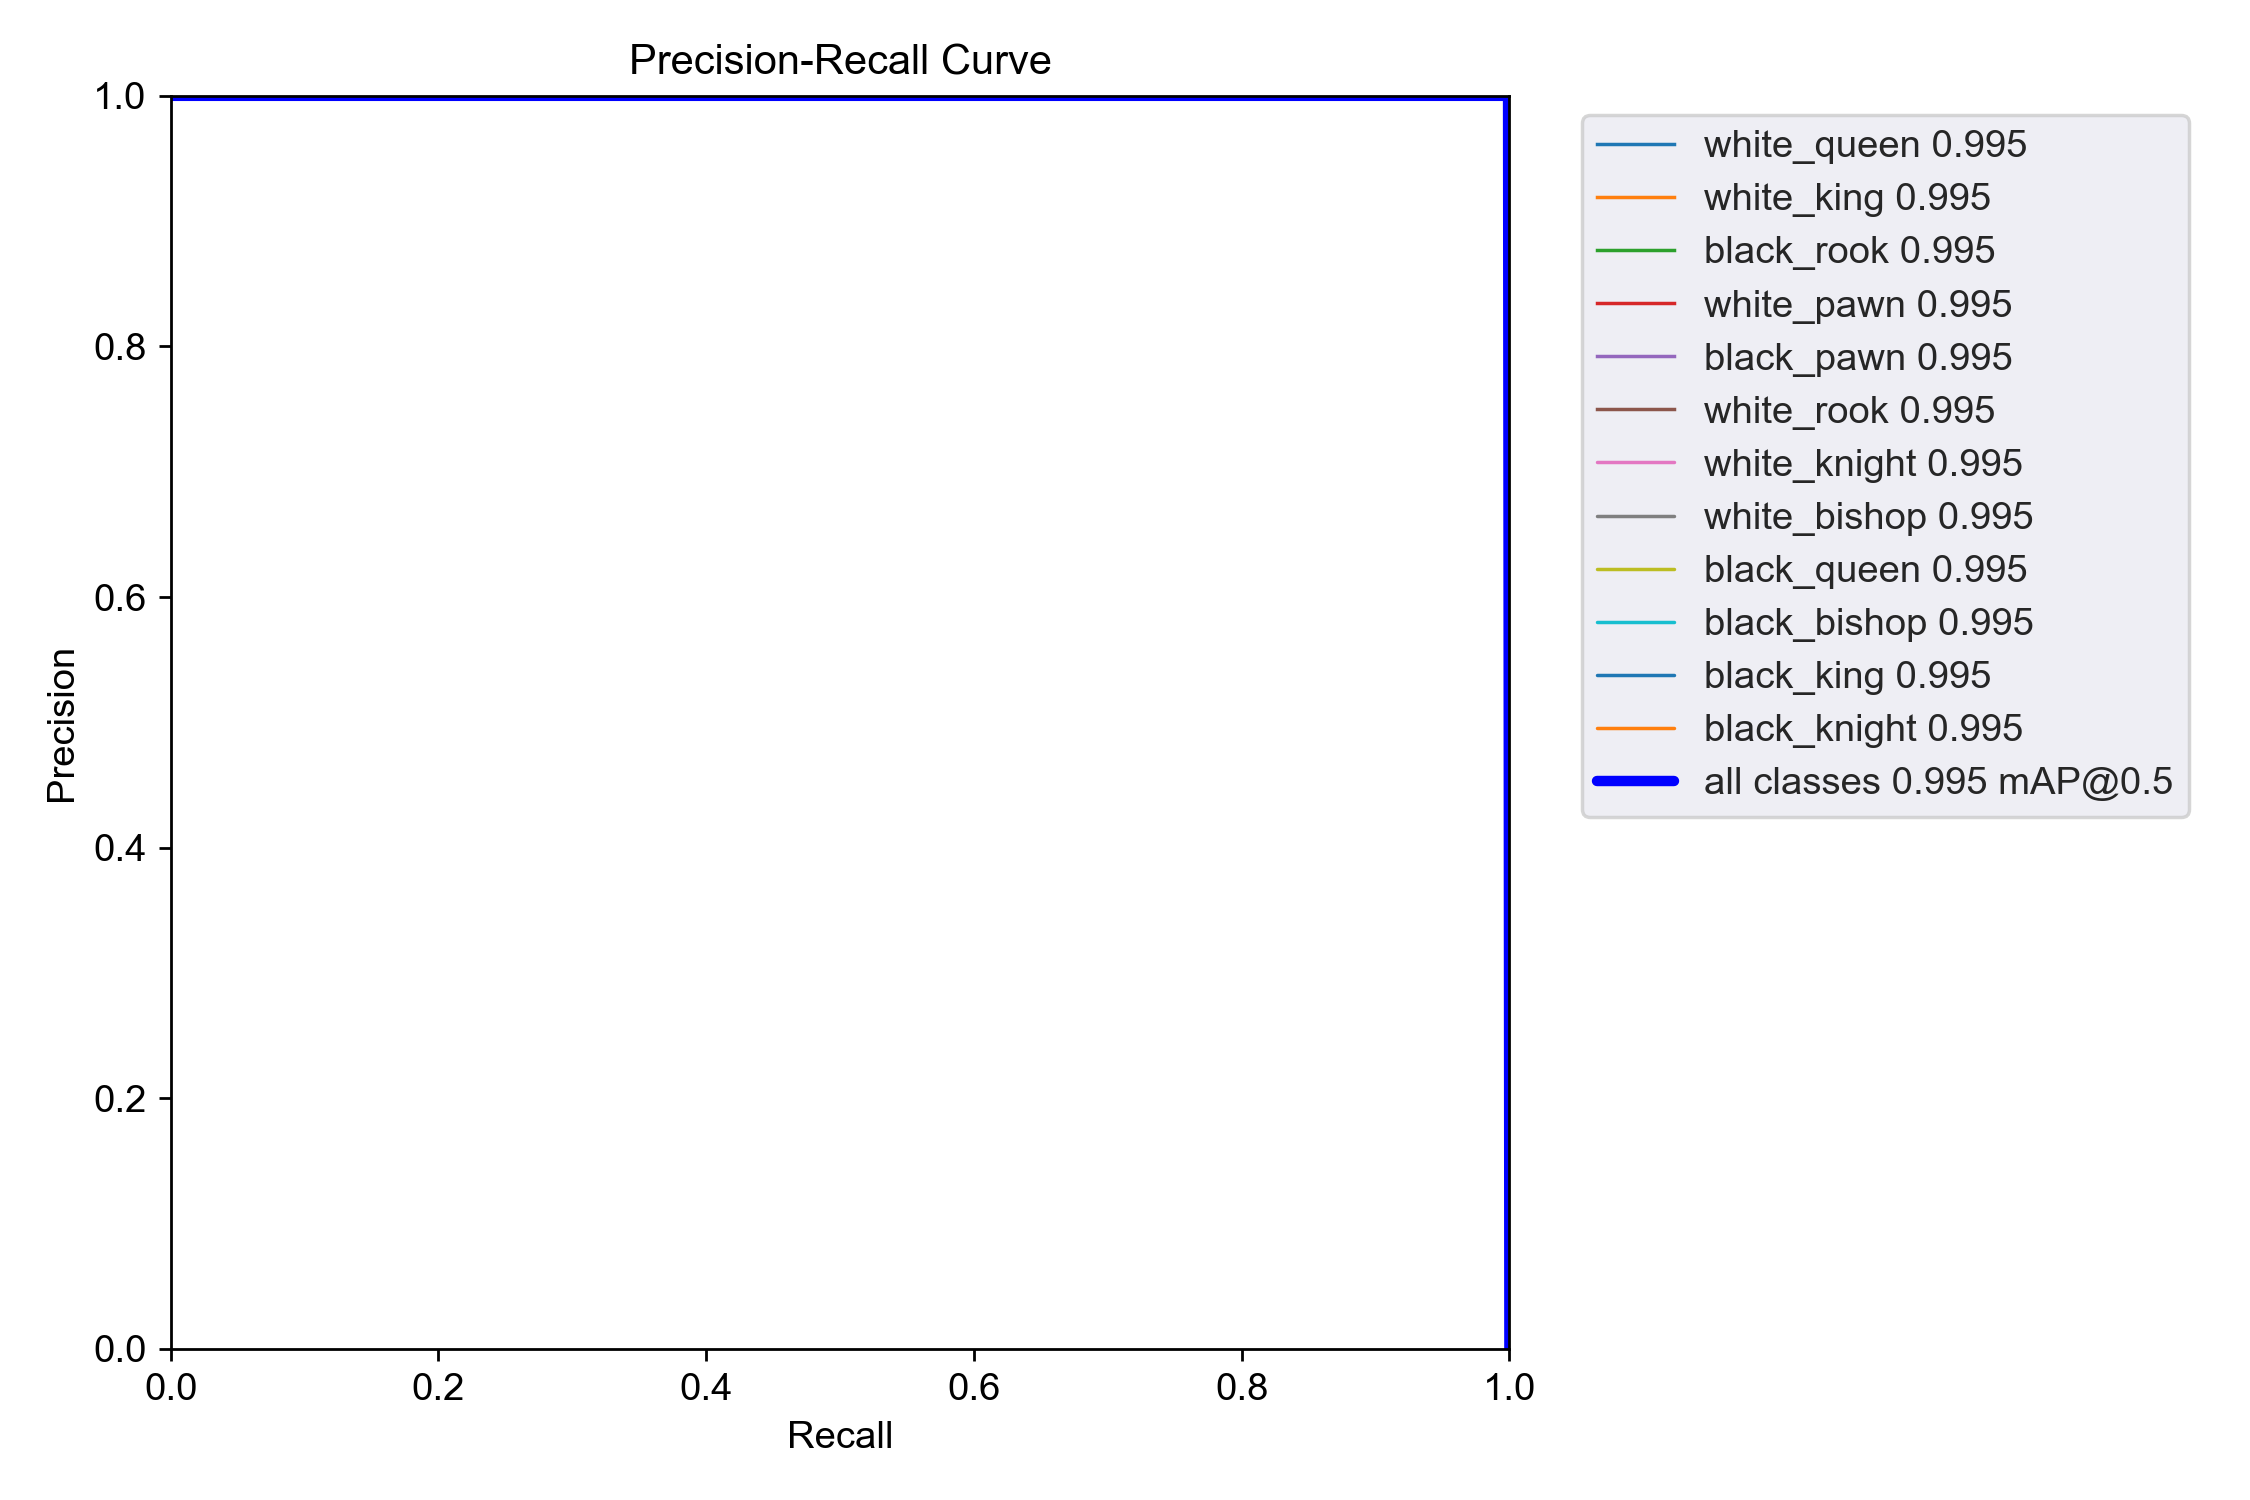 Precision-Recall Curve
1.0
0.8
0.6
0.4
0.2
0.0
Precision
0.0 0.2 0.4 0.6 0.8 1.0
Recall
white_queen 0.995
white_king 0.995
black_rook 0.995
white_pawn 0.995
black_pawn 0.995
white_rook 0.995
white_knight 0.995
white_bishop 0.995
black_queen 0.995
black_bishop 0.995
black_king 0.995
black_knight 0.995
all classes 0.995 mAP@0.5